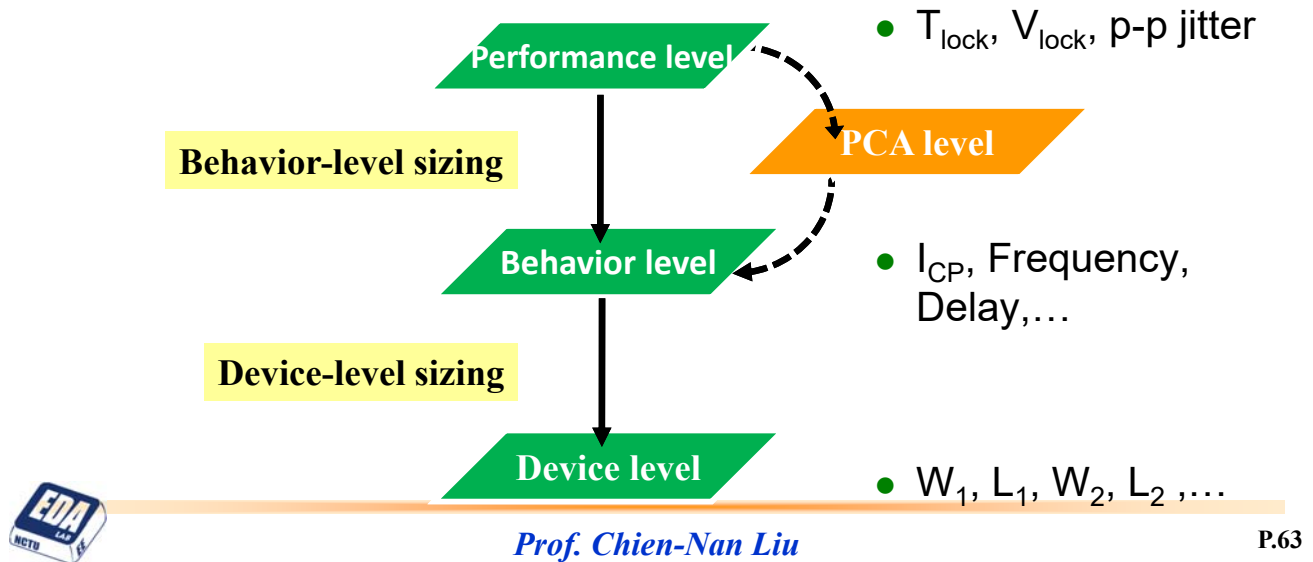 Performance level
● T_lock, V_lock, p-p jitter
PCA level
Behavior-level sizing
Behavior level
● I_CP, Frequency,
Delay,…
Device-level sizing
Device level
● W_1, L_1, W_2, L_2 ,…
EDA
LAB
NCTU EE
Prof. Chien-Nan Liu
P.63